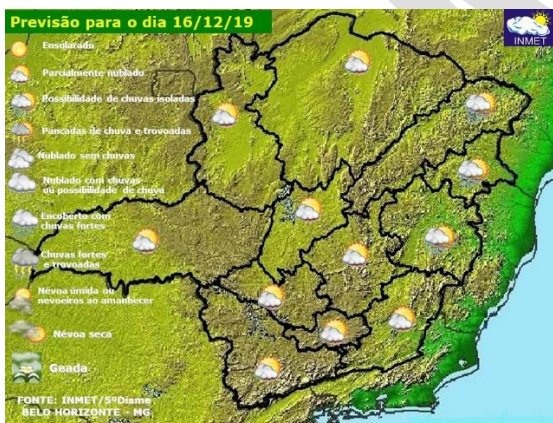 Previsão para o dia 16/12/19
INMET
Ensolarado
Parcialmente nublado
Possibilidade de chuvas isoladas
Pancadas de chuva e trovoadas
Nublado sem chuvas
Nublado com chuvas
ou possibilidade de chuva
Encoberto com
chuvas fortes
Chuvas fortes
e trovoadas
Névoa úmida ou
nevoeiros ao amanhecer
Névoa seca
Geada
FONTE: INMET/5ºDisme
BELO HORIZONTE - MG